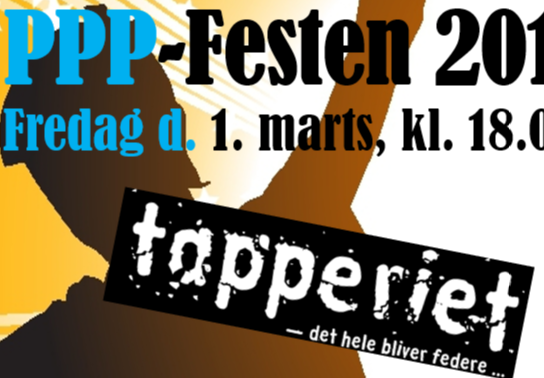 PPP-Festen 201
Fredag d. 1. marts, kl. 18.0
tapperiet
— det hele bliver federe ...